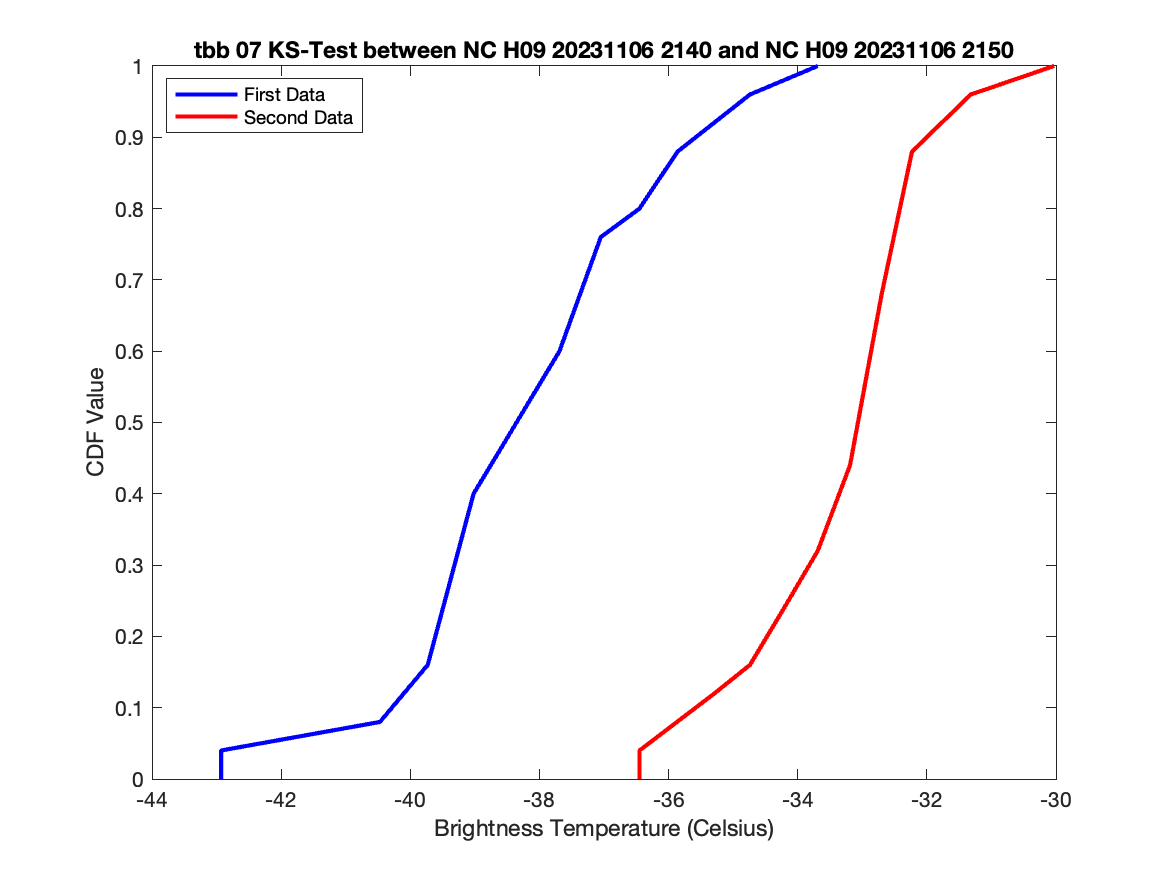 tbb 07 KS-Test between NC H09 20231106 2140 and NC H09 20231106 2150
First Data
Second Data
1
0.9
0.8
0.7
0.6
0.5
0.4
0.3
0.2
0.1
0
CDF Value
-44 -42 -40 -38 -36 -34 -32 -30
Brightness Temperature (Celsius)